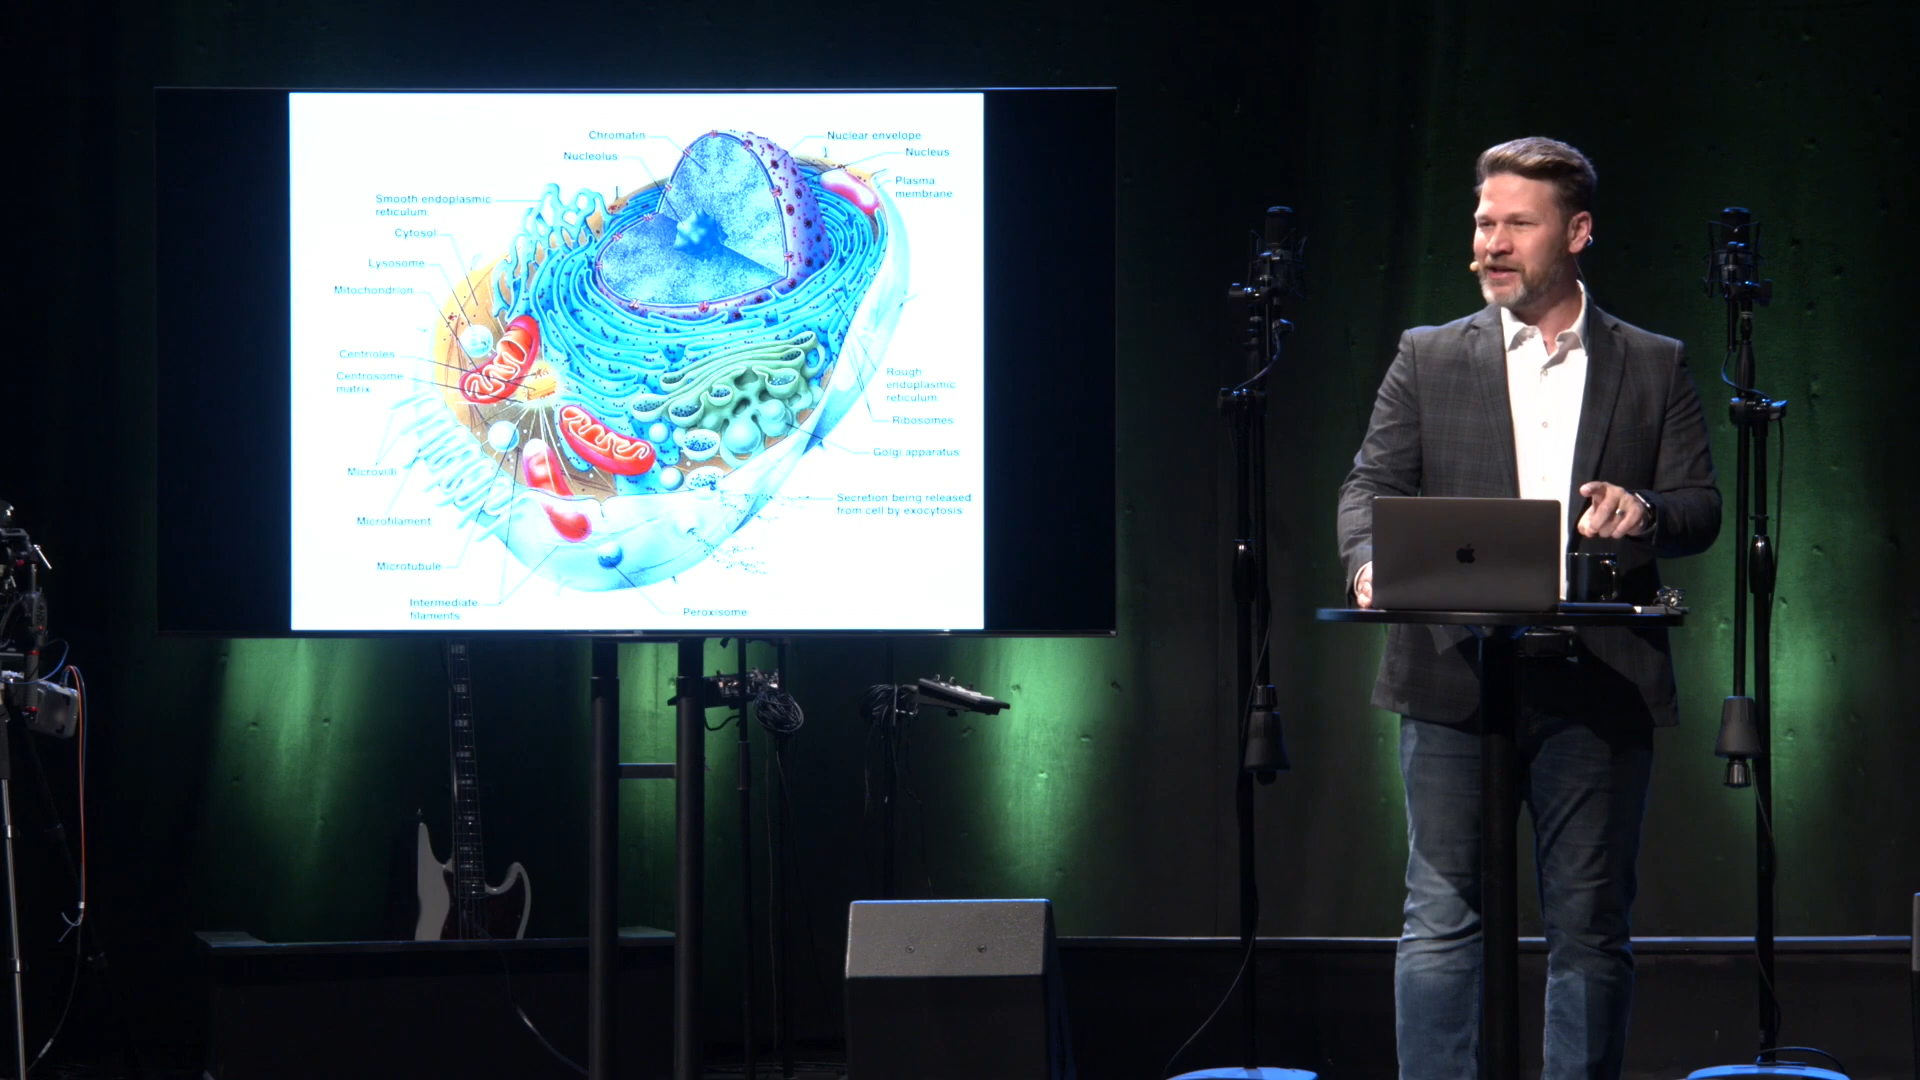 Chromatin
Nucleolus
Nuclear envelope
Nucleus
Plasma
membrane
Smooth endoplasmic
reticulum
Cytosol
Lysosome
Mitochondrion
Centrioles
Centrosome
matrix
Microvilli
Microfilament
Microtubule
Intermediate
filaments
Peroxisome
Rough
endoplasmic
reticulum
Ribosomes
Golgi apparatus
Secretion being released
from cell by exocytosis